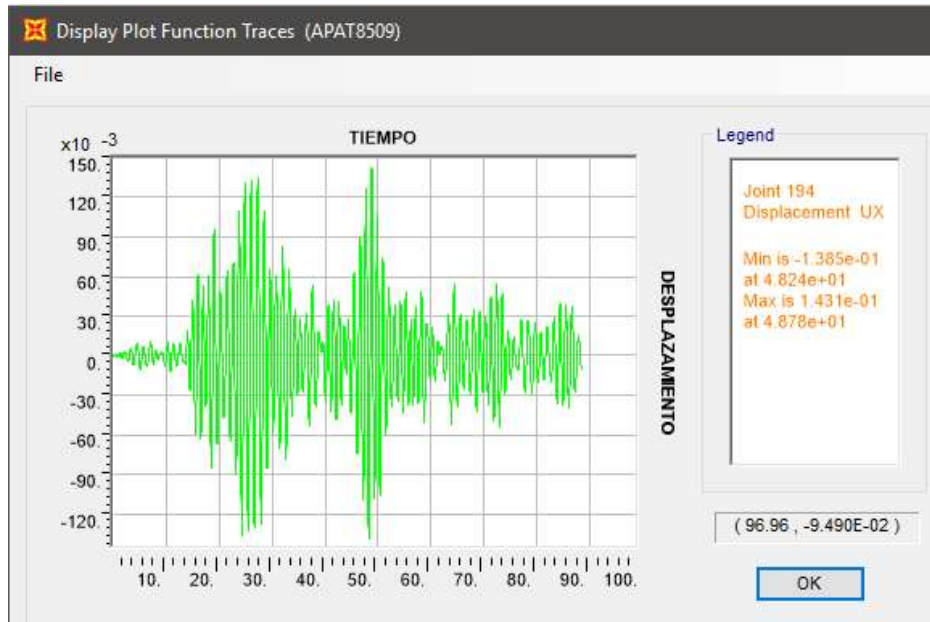 Display Plot Function Traces (APAT8509)
File
x10 -3
TIEMPO
150.
120.
90.
60.
30.
0.
-30.
-60.
-90.
-120.
10. 20. 30. 40. 50. 60. 70. 80. 90. 100.
DESPLAZAMIENTO
Legend
Joint 194
Displacement UX
Min is -1.385e-01
at 4.824e+01
Max is 1.431e-01
at 4.878e+01
( 96.96 , -9.490E-02 )
OK